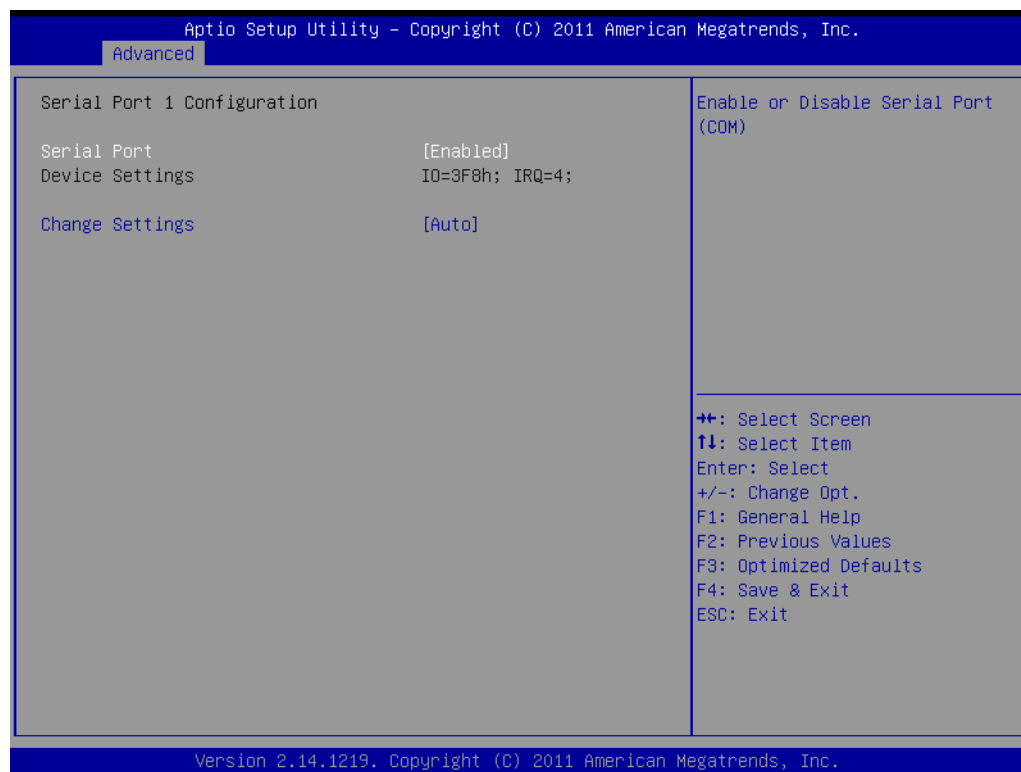 Aptio Setup Utility – Copyright (C) 2011 American Megatrends, Inc.
Advanced
Serial Port 1 Configuration
Serial Port [Enabled]
Device Settings IO=3F8h; IRQ=4;
Change Settings [Auto]
Enable or Disable Serial Port
(COM)
→←: Select Screen
↑↓: Select Item
Enter: Select
+/-: Change Opt.
F1: General Help
F2: Previous Values
F3: Optimized Defaults
F4: Save & Exit
ESC: Exit
Version 2.14.1219. Copyright (C) 2011 American Megatrends, Inc.